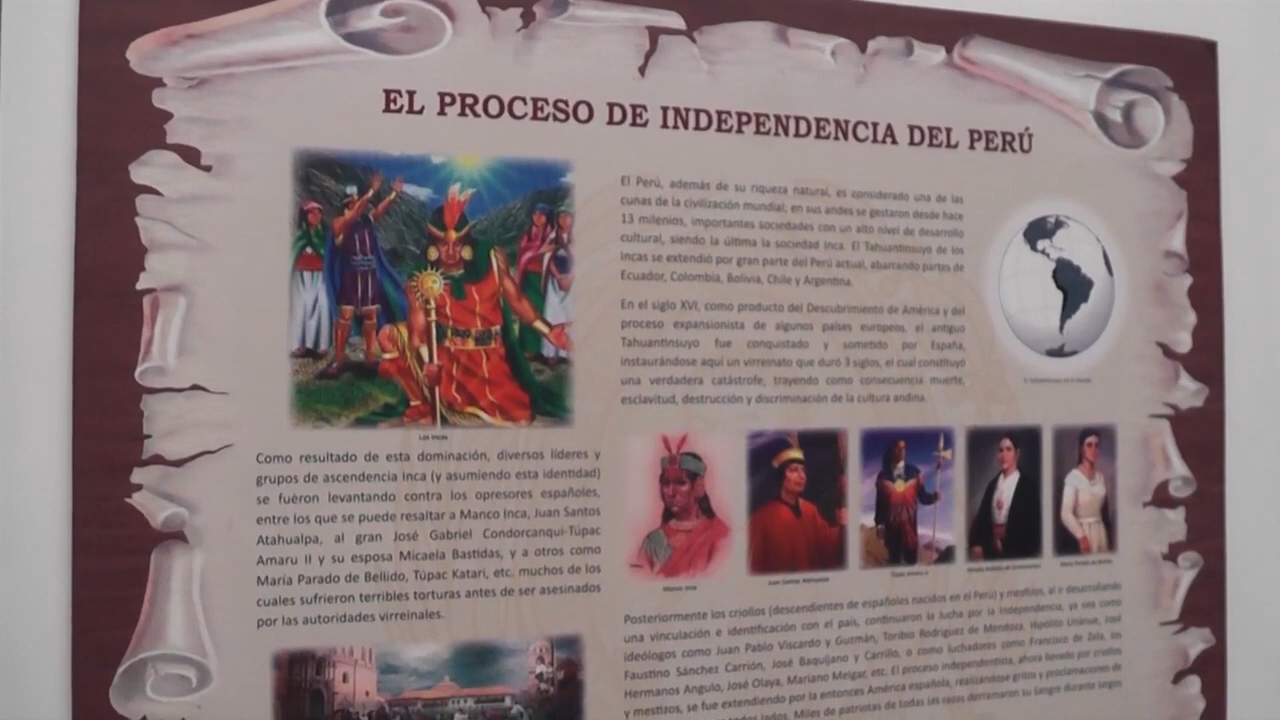 EL PROCESO DE INDEPENDENCIA DEL PERÚ
El Perú, además de su riqueza natural, es considerado una de las
cuñas de la civilización mundial; en sus andes se gestaron desde hace
13 milenios, importantes sociedades con un alto nivel de desarrollo
cultural, siendo la última la sociedad Inca. El Tahuantinsuyo de los
Incas se extendió por gran parte del Perú actual, abarcando partes de
Ecuador, Colombia, Bolivia, Chile y Argentina.
En el siglo XVI, como producto del Descubrimiento de América y del
proceso expansionista de algunos países europeos, el antiguo
Tahuantinsuyo fue conquistado y sometido por España,
instaurándose aquí un virreinato que duró 3 siglos, el cual constituyó
una verdadera catástrofe, trayendo como consecuencia muerte,
esclavitud, destrucción y discriminación de la cultura andina.
Los Incas
Como resultado de esta dominación, diversos líderes y
grupos de ascendencia Inca (y asumiendo esta identidad)
se fueron levantando contra los opresores españoles,
entre los que se puede resaltar a Manco Inca, Juan Santos
Atahualpa, al gran José Gabriel Condorcanqui-Túpac
Amaru II y su esposa Micaela Bastidas, y a otros como
María Parado de Bellido, Túpac Katari, etc. muchos de los
cuales sufrieron terribles torturas antes de ser asesinados
por las autoridades virreinales.
Manco Inca
Juan Santos Atahualpa
Túpac Amaru II
Posteriormente los criollos (descendientes de españoles nacidos en el Perú) y mestizos, al ir desarrollando
una vinculación e identificación con el país, continuaron la lucha por la Independencia, ya sea como
ideólogos como Juan Pablo Viscardo y Guzmán, Toribio Rodríguez de Mendoza, Hipólito Unánue, José
Faustino Sánchez Carrión, José Baquíjano y Carrillo, o como luchadores como Francisco de Zela, los
Hermanos Angulo, José Olaya, Mariano Melgar, etc. El proceso independentista, ahora llevado por criollos
y mestizos, se fue extendiendo por la entonces América española, realizándose gritos y proclamaciones de
todos lados. Miles de patriotas de todas las razas derramaron su sangre durante largos